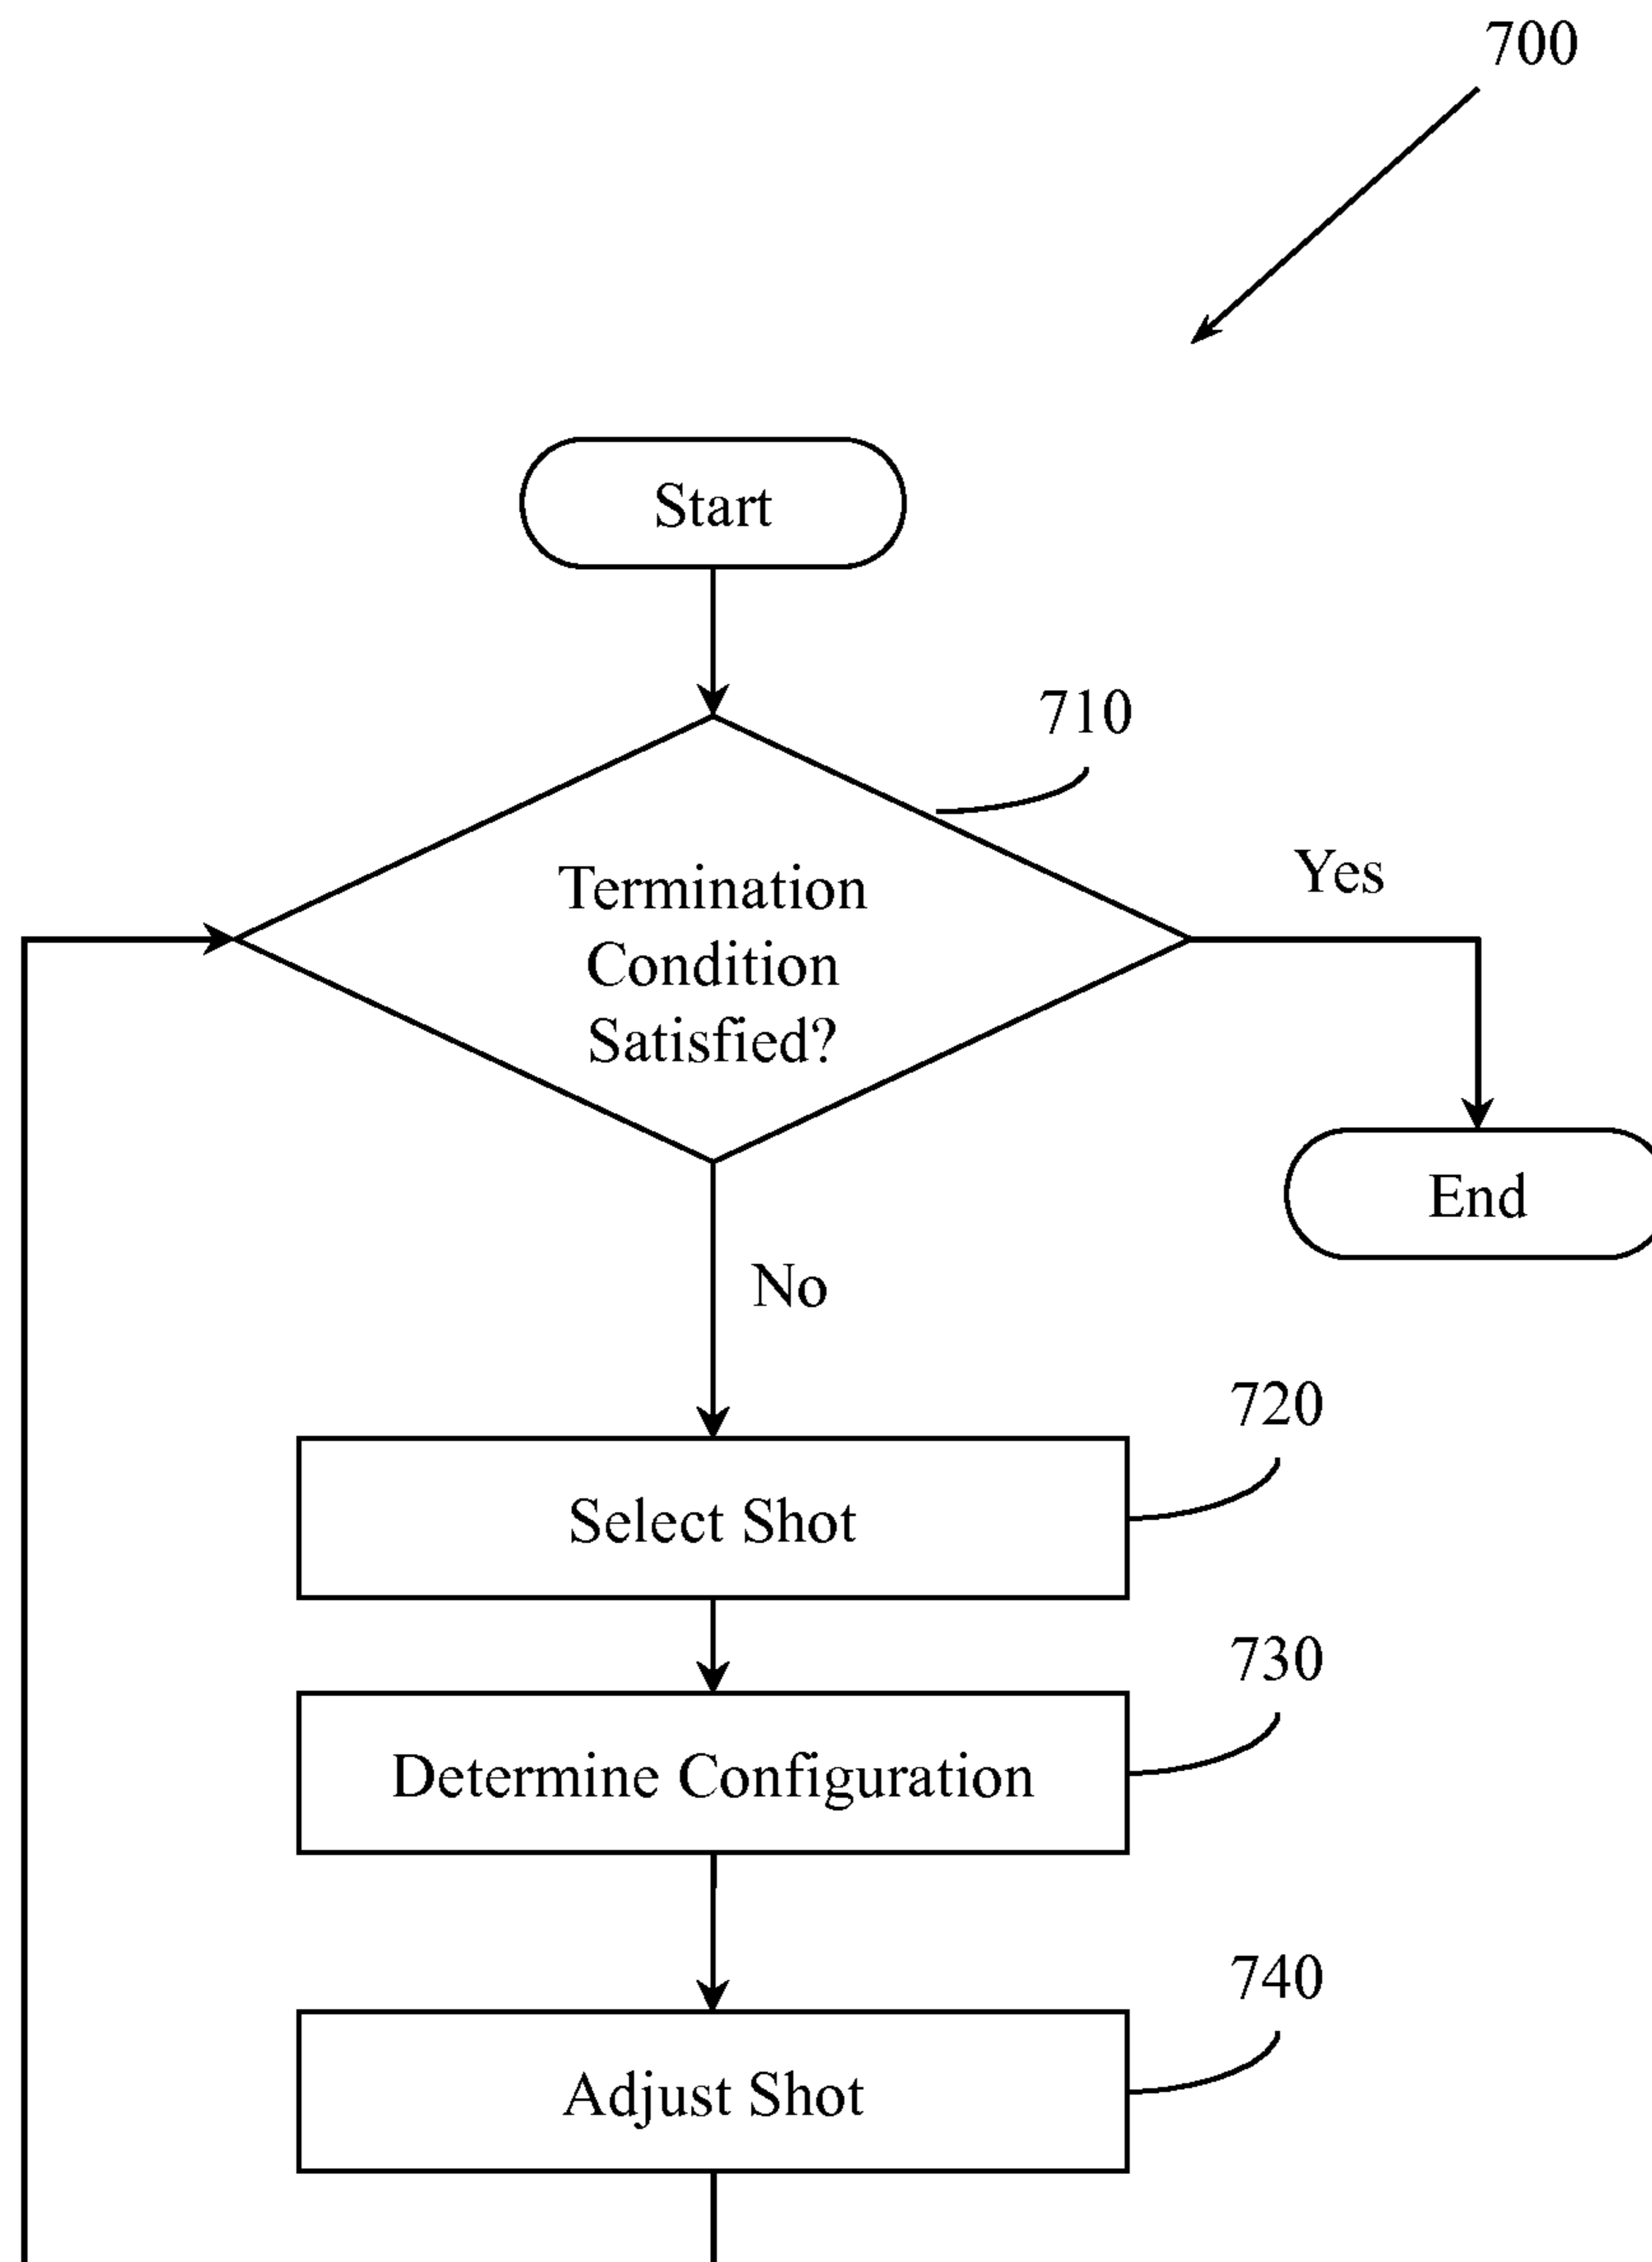 700
Start
710
Termination
Condition
Satisfied?
Yes
End
No
720
Select Shot
730
Determine Configuration
740
Adjust Shot